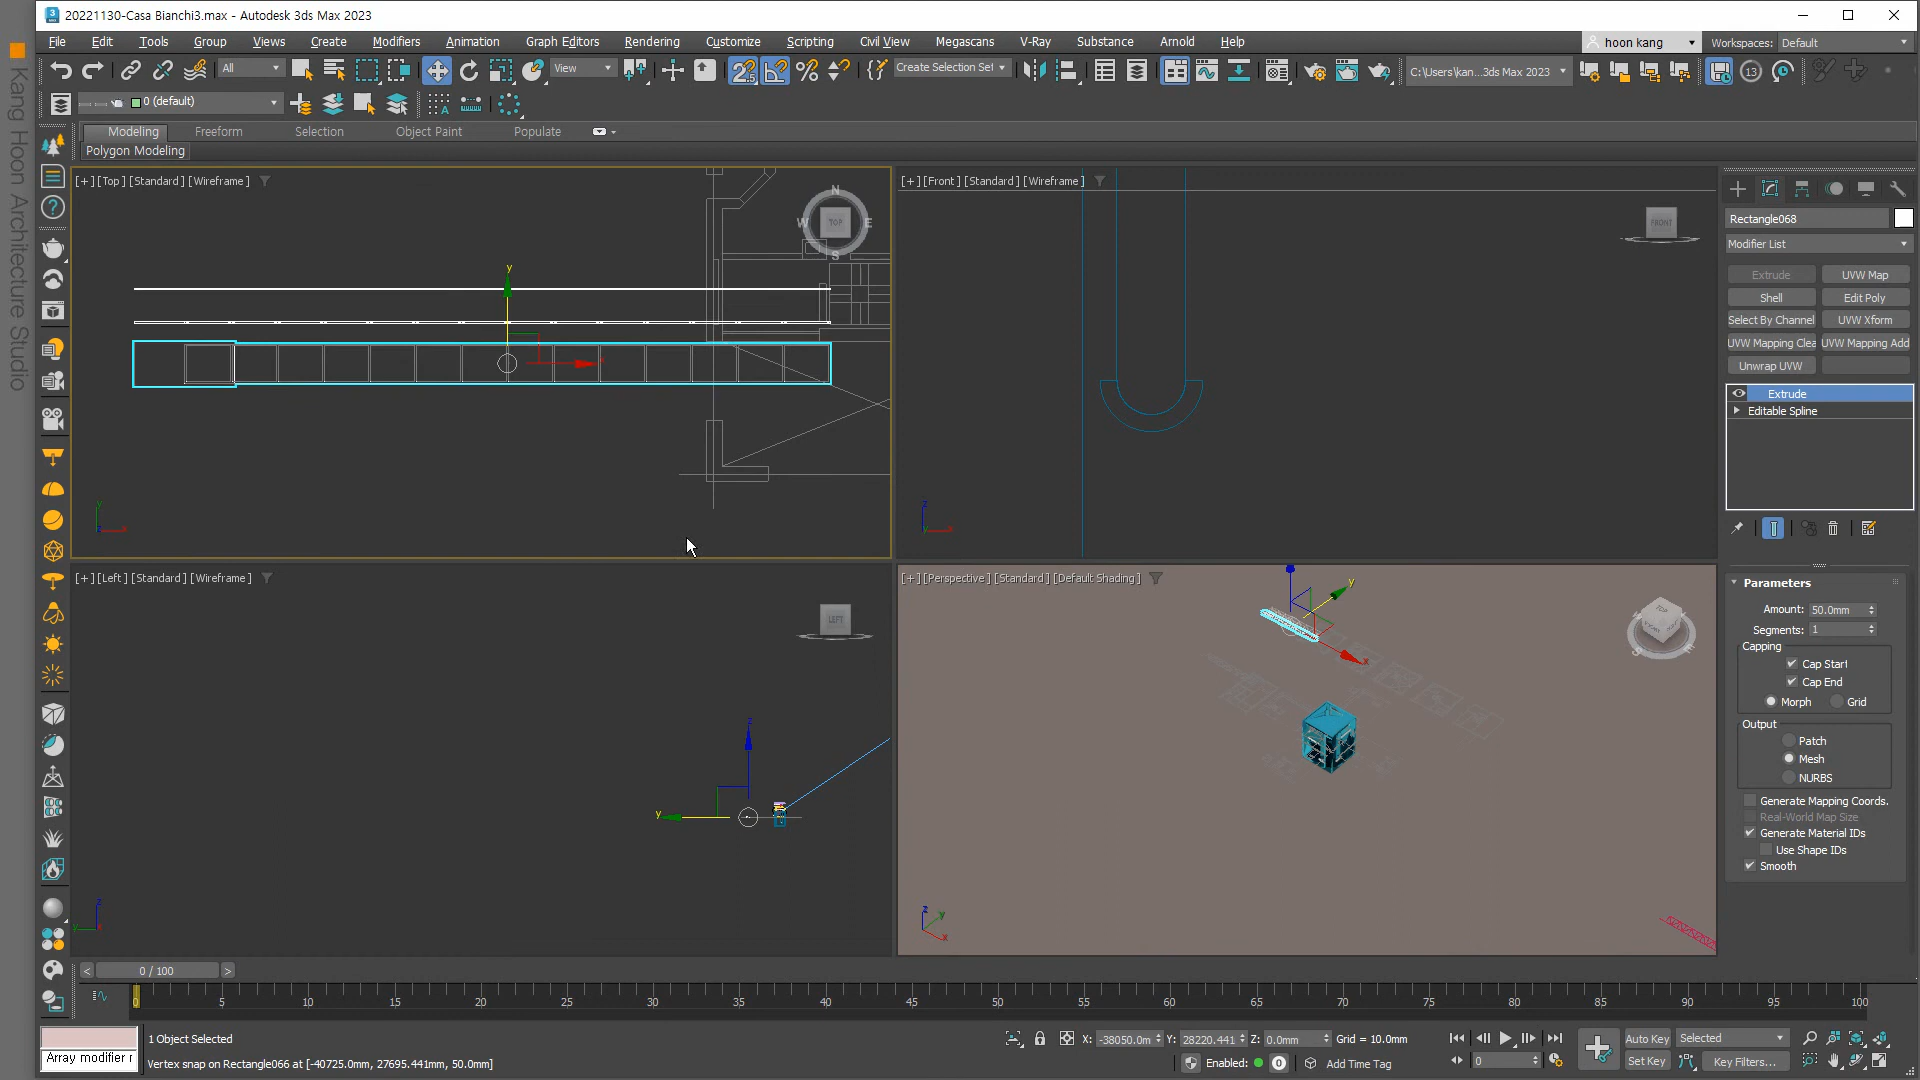 20221130-Casa Bianchi3.max - Autodesk 3ds Max 2023
File Edit Tools Group Views Create Modifiers Animation Graph Editors Rendering Customize Scripting Civil View Megascans V-Ray Substance Arnold Help
hoon kang
Workspaces: Default
All
View
Create Selection Set
C:\Users\kan...3ds Max 2023
13
0 (default)
Modeling Freeform Selection Object Paint Populate
Polygon Modeling
Kang Hoon Architecture Studio
[+] [Top] [Standard] [Wireframe]
N
W TOP E
S
y
x
[+] [Front] [Standard] [Wireframe]
FRONT
[+] [Left] [Standard] [Wireframe]
LEFT
z
y
[+] [Perspective] [Standard] [Default Shading]
y
x
TOP
S
z
y
x
Rectangle068
Modifier List
Extrude UVW Map
Shell Edit Poly
Select By Channel UVW Xform
UVW Mapping Clea UVW Mapping Add
Unwrap UVW
Extrude
Editable Spline
Parameters
Amount: 50.0mm
Segments: 1
Capping
Cap Start
Cap End
Morph Grid
Output
Patch
Mesh
NURBS
Generate Mapping Coords.
Real-World Map Size
Generate Material IDs
Use Shape IDs
Smooth
< 0 / 100 >
0 5 10 15 20 25 30 35 40 45 50 55 60 65 70 75 80 85 90 95 100
1 Object Selected
X: -38050.0m Y: 28220.441 Z: 0.0mm Grid = 10.0mm
Auto Key Selected
Array modifier r
Vertex snap on Rectangle066 at [-40725.0mm, 27695.441mm, 50.0mm]
Enabled: 0 Add Time Tag
0
Set Key Key Filters...